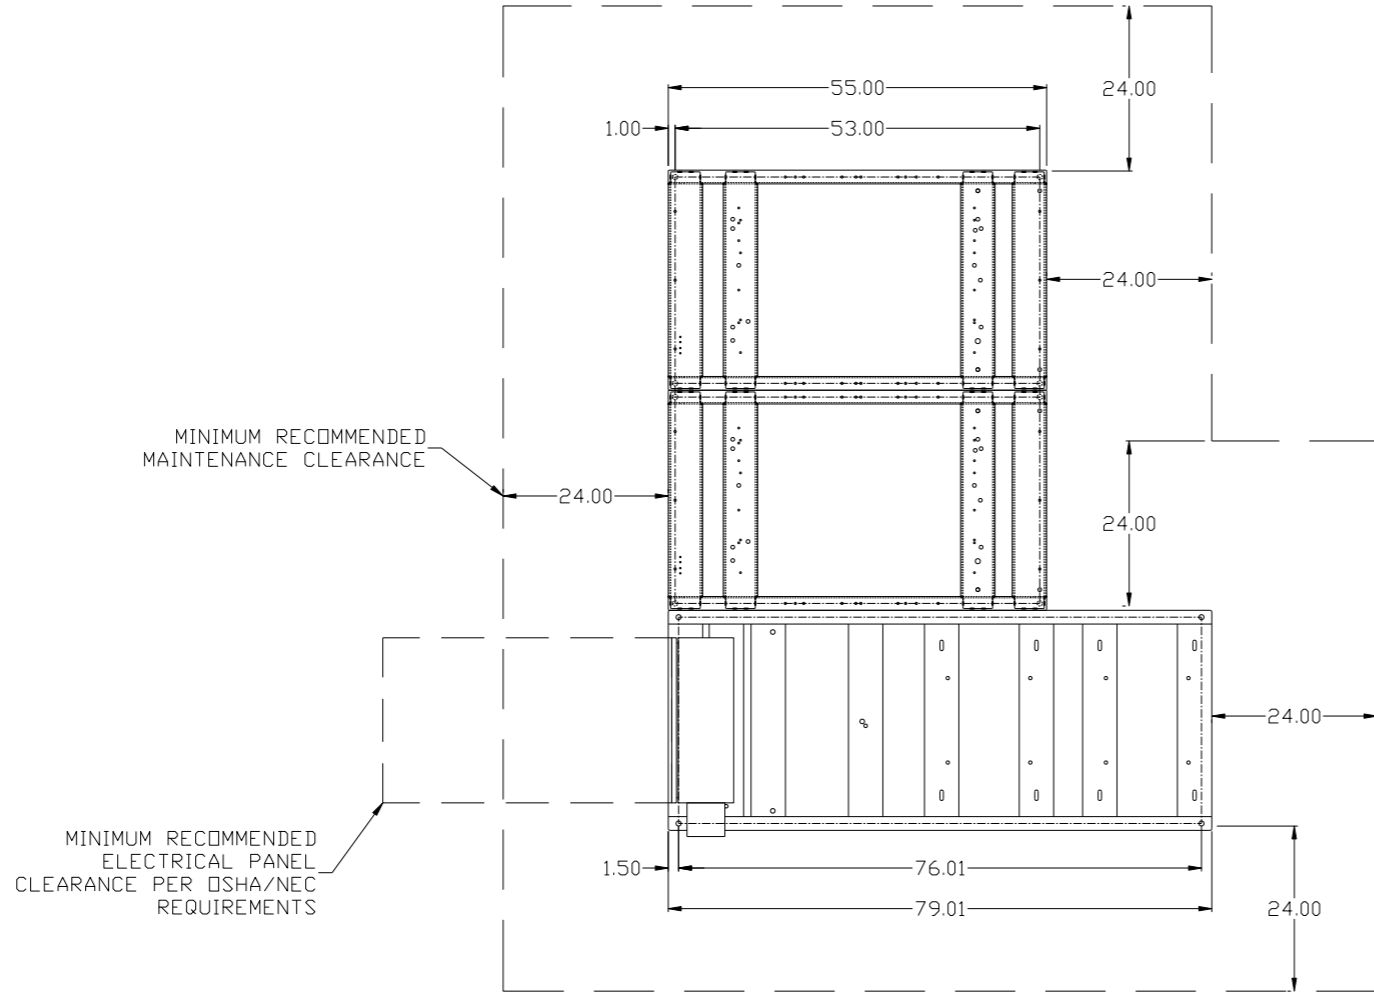 55.00
24.00
1.00
53.00
24.00
MINIMUM RECOMMENDED
MAINTENANCE CLEARANCE
24.00
24.00
24.00
MINIMUM RECOMMENDED
ELECTRICAL PANEL
CLEARANCE PER OSHA/NEC
REQUIREMENTS
1.50
76.01
79.01
24.00